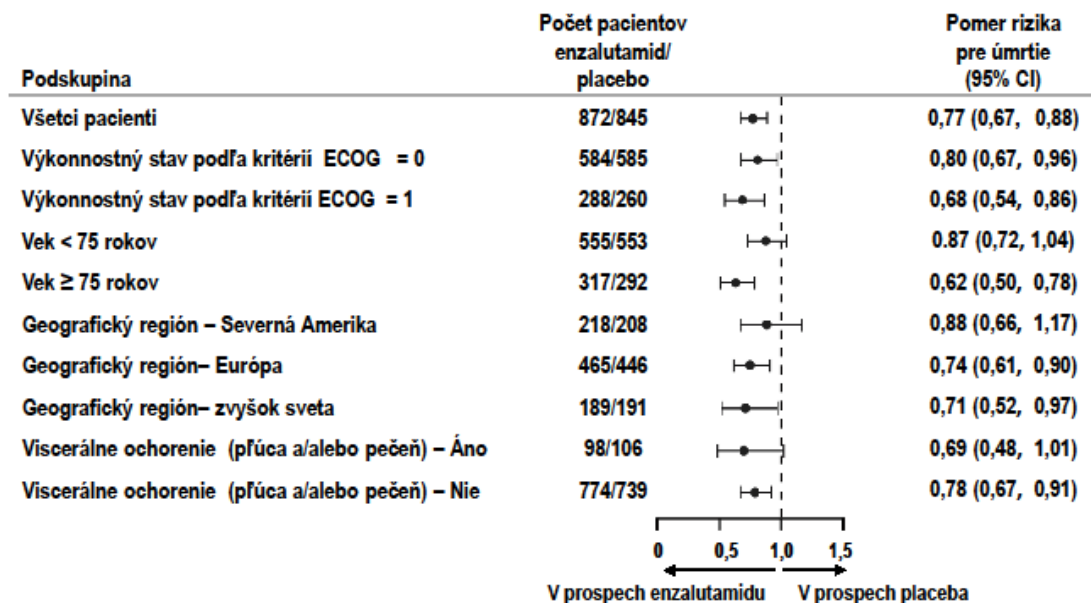 Podskupina
Počet pacientov
enzalutamid/
placebo
Pomer rizika
pre úmrtie
(95% CI)
Všetci pacienti 872/845 0,77 (0,67, 0,88)
Výkonnostný stav podľa kritérií ECOG = 0 584/585 0,80 (0,67, 0,96)
Výkonnostný stav podľa kritérií ECOG = 1 288/260 0,68 (0,54, 0,86)
Vek < 75 rokov 555/553 0.87 (0,72, 1,04)
Vek ≥ 75 rokov 317/292 0,62 (0,50, 0,78)
Geografický región – Severná Amerika 218/208 0,88 (0,66, 1,17)
Geografický región– Európa 465/446 0,74 (0,61, 0,90)
Geografický región– zvyšok sveta 189/191 0,71 (0,52, 0,97)
Viscerálne ochorenie (pľúca a/alebo pečeň) – Áno 98/106 0,69 (0,48, 1,01)
Viscerálne ochorenie (pľúca a/alebo pečeň) – Nie 774/739 0,78 (0,67, 0,91)
0 0,5 1,0 1,5
V prospech enzalutamidu V prospech placeba